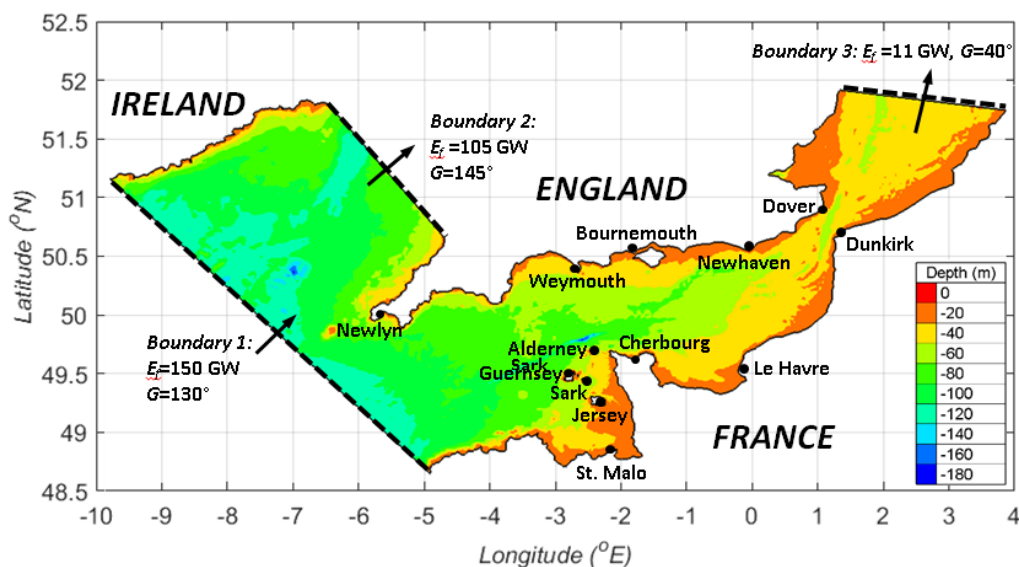 52.5
52
51.5
51
50.5
50
49.5
49
48.5
Latitude (°N)
-10 -9 -8 -7 -6 -5 -4 -3 -2 -1 0 1 2 3 4
Longitude (°E)
IRELAND
ENGLAND
FRANCE
Boundary 3: E_f =11 GW, G=40°
Boundary 2:
E_f =105 GW
G=145°
Boundary 1:
E_f=150 GW
G=130°
Dover
Dunkirk
Bournemouth
Newhaven
Weymouth
Newlyn
Alderney
Cherbourg
Sark
Guernsey
Sark
Jersey
Le Havre
St. Malo
Depth (m)
0
-20
-40
-60
-80
-100
-120
-140
-160
-180